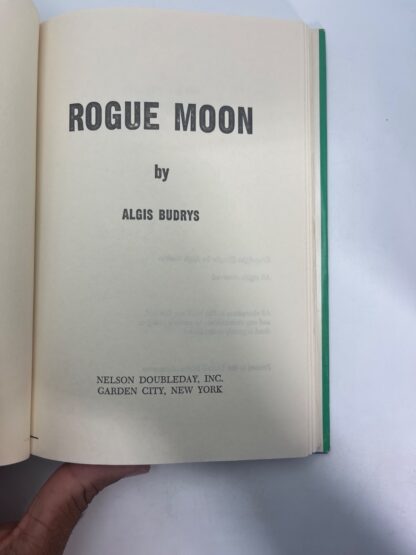 ROGUE MOON
by
ALGIS BUDRYS
NELSON DOUBLEDAY, INC.
GARDEN CITY, NEW YORK